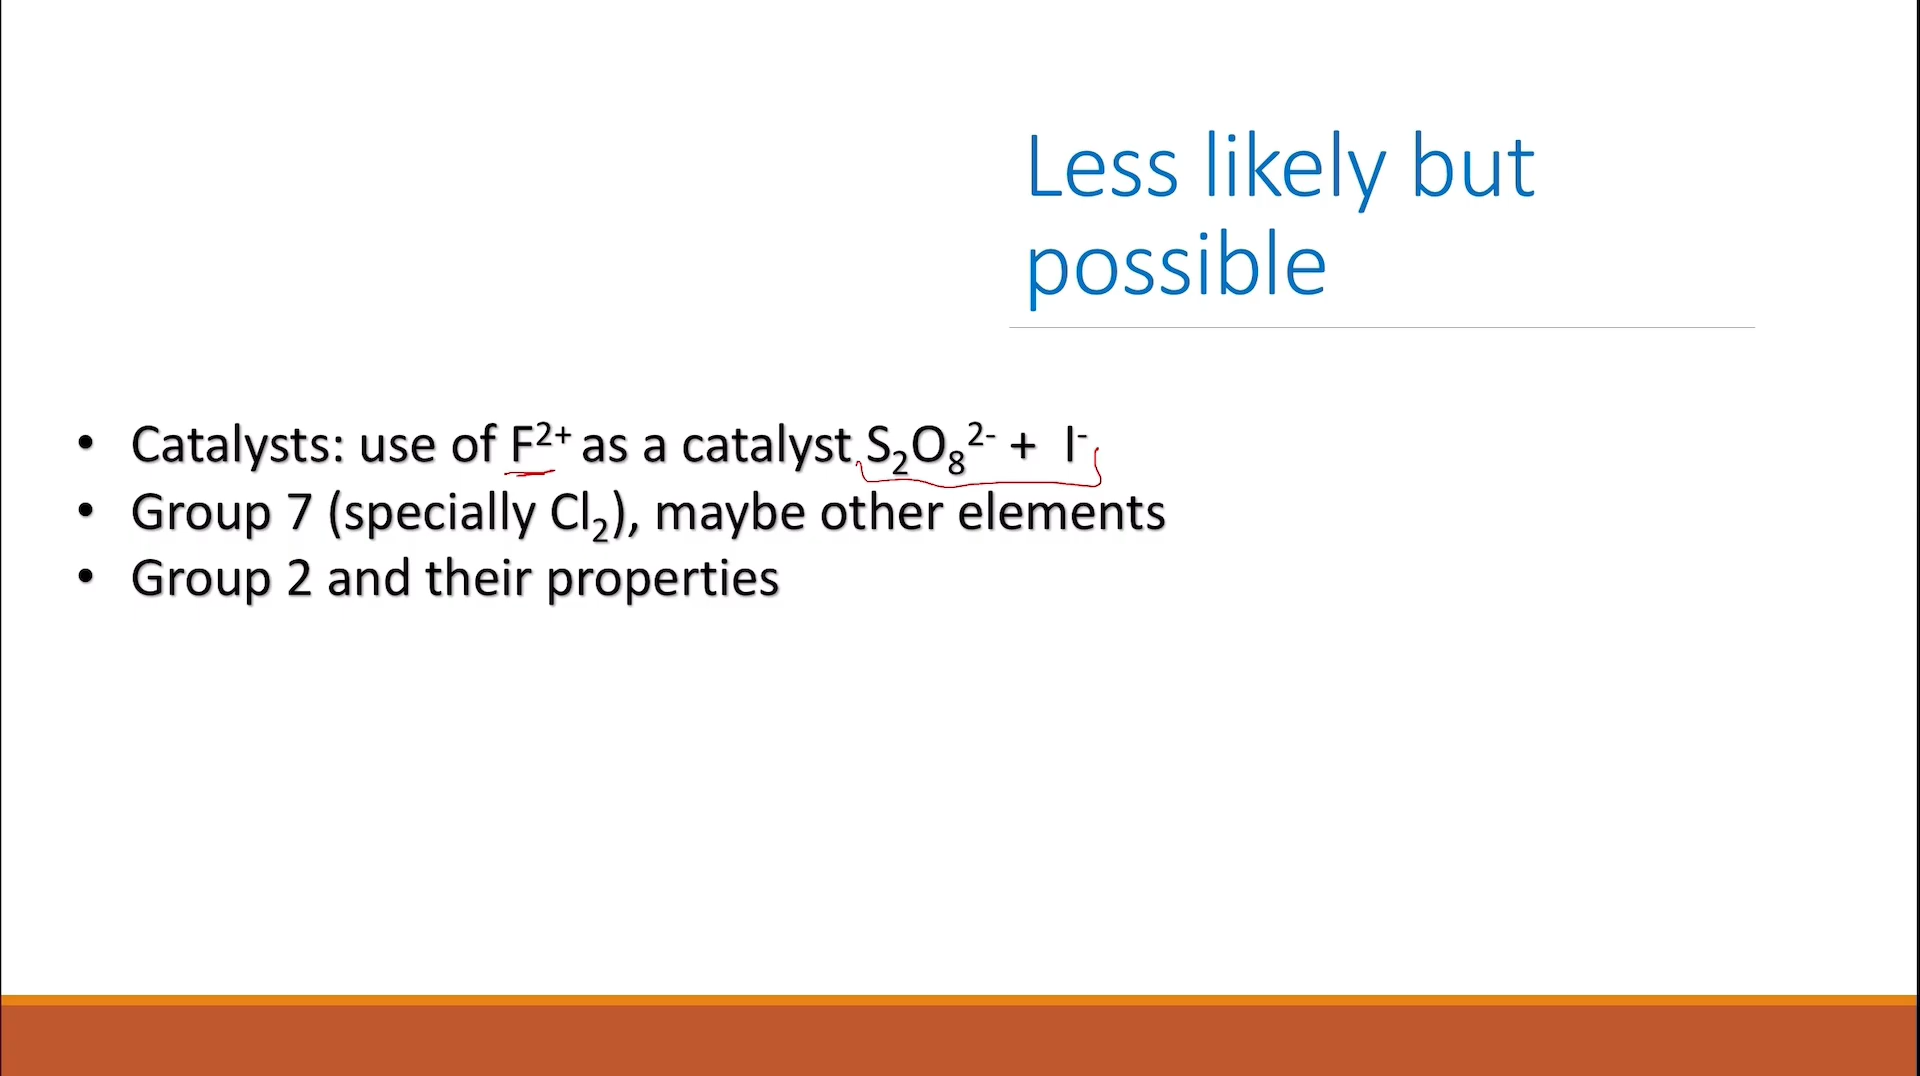 Less likely but
possible
• Catalysts: use of F²⁺ as a catalyst S₂O₈²⁻ + I⁻
• Group 7 (specially Cl₂), maybe other elements
• Group 2 and their properties